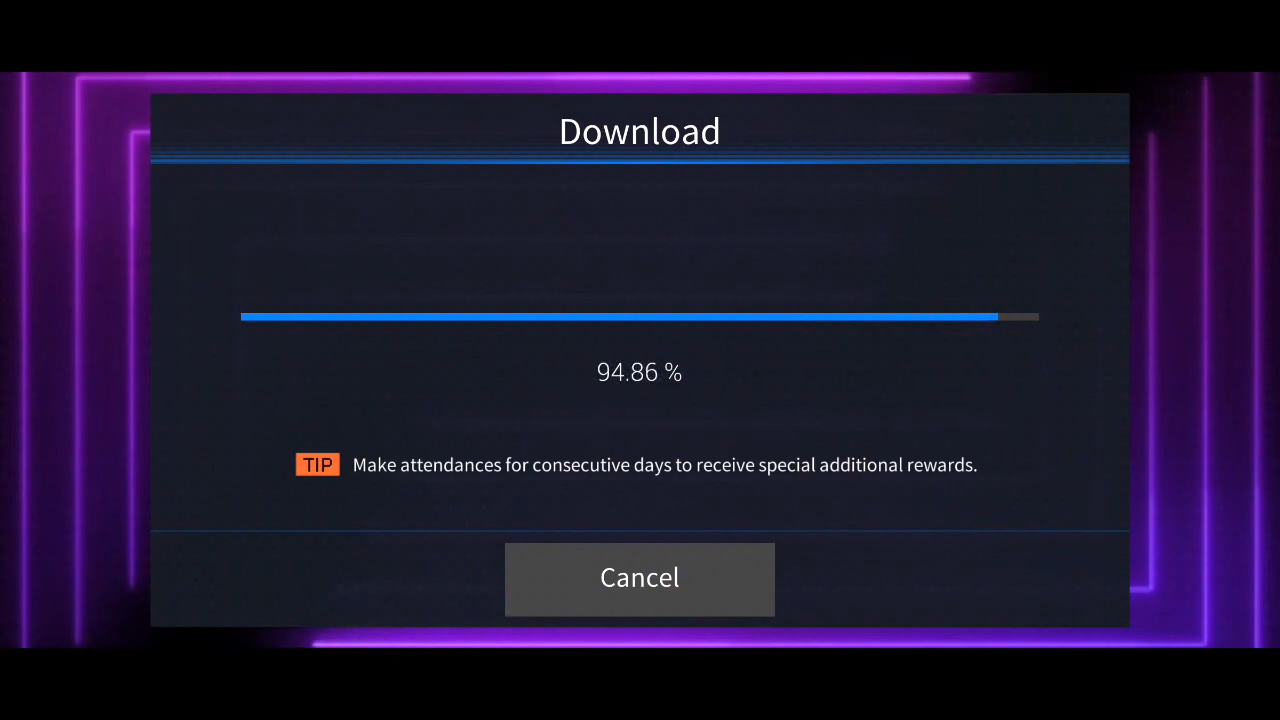 Download
94.86 %
TIP Make attendances for consecutive days to receive special additional rewards.
Cancel